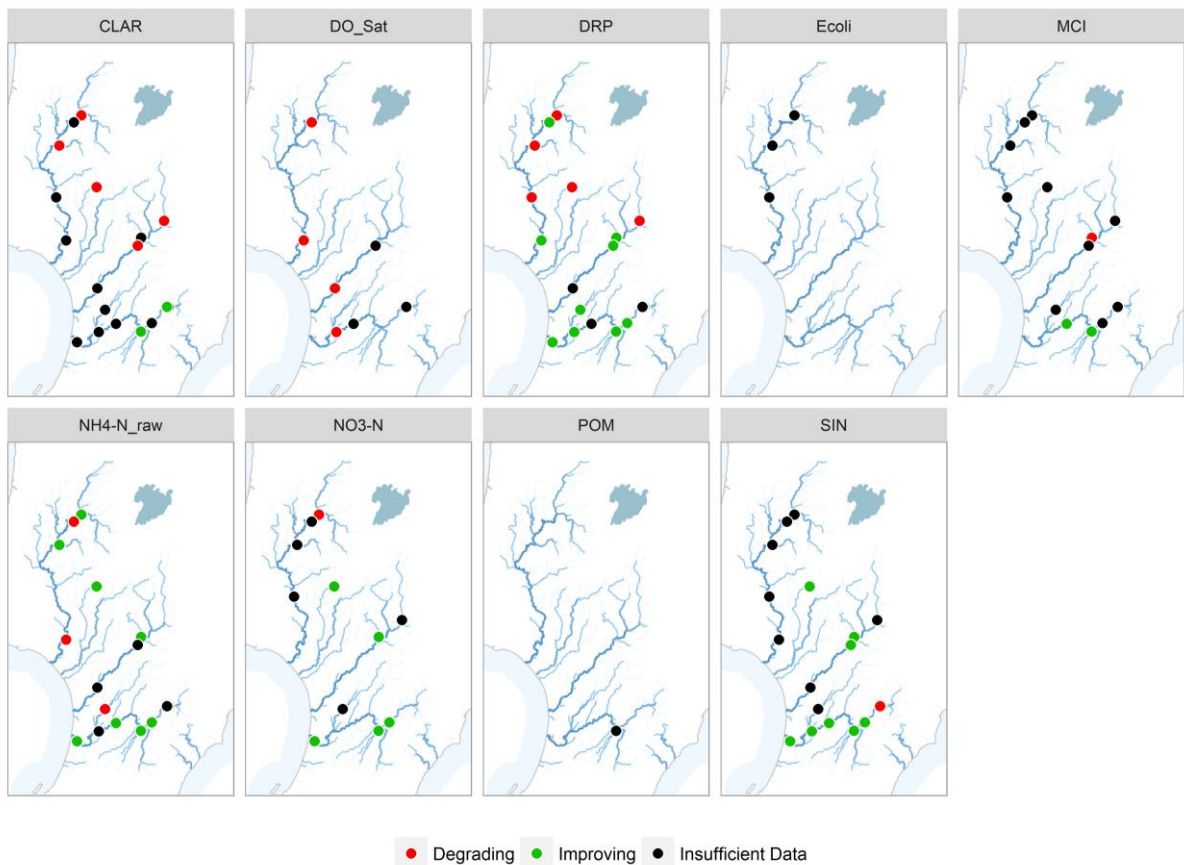 CLAR
DO_Sat
DRP
Ecoli
MCI
NH4-N_raw
NO3-N
POM
SIN
Degrading
Improving
Insufficient Data